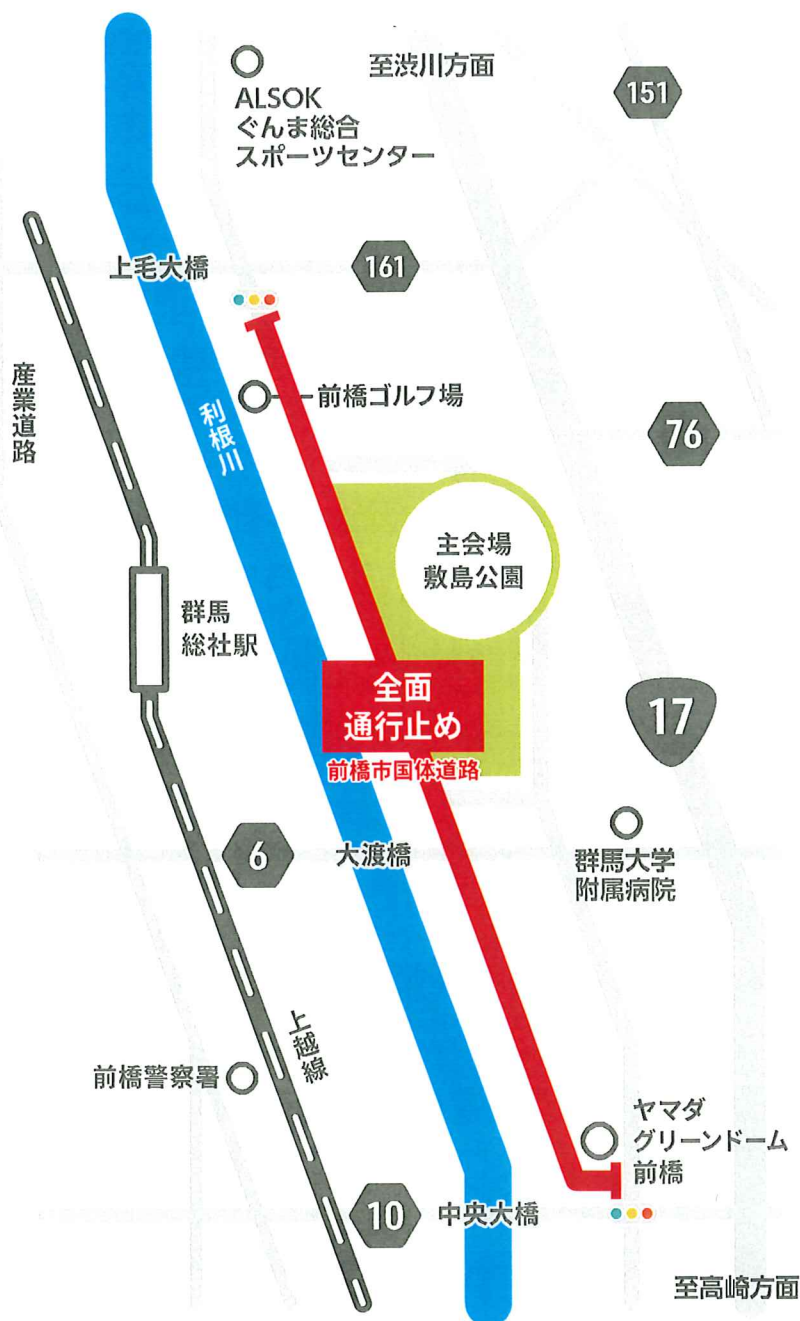 至渋川方面
151
ALSOK
ぐんま総合
スポーツセンター
上毛大橋
161
産業道路
利根川
前橋ゴルフ場
76
主会場
敷島公園
群馬
総社駅
全面
通行止め
前橋市国体道路
17
6
大渡橋
群馬大学
附属病院
上越線
前橋警察署
ヤマダ
グリーンドーム
前橋
10
中央大橋
至高崎方面